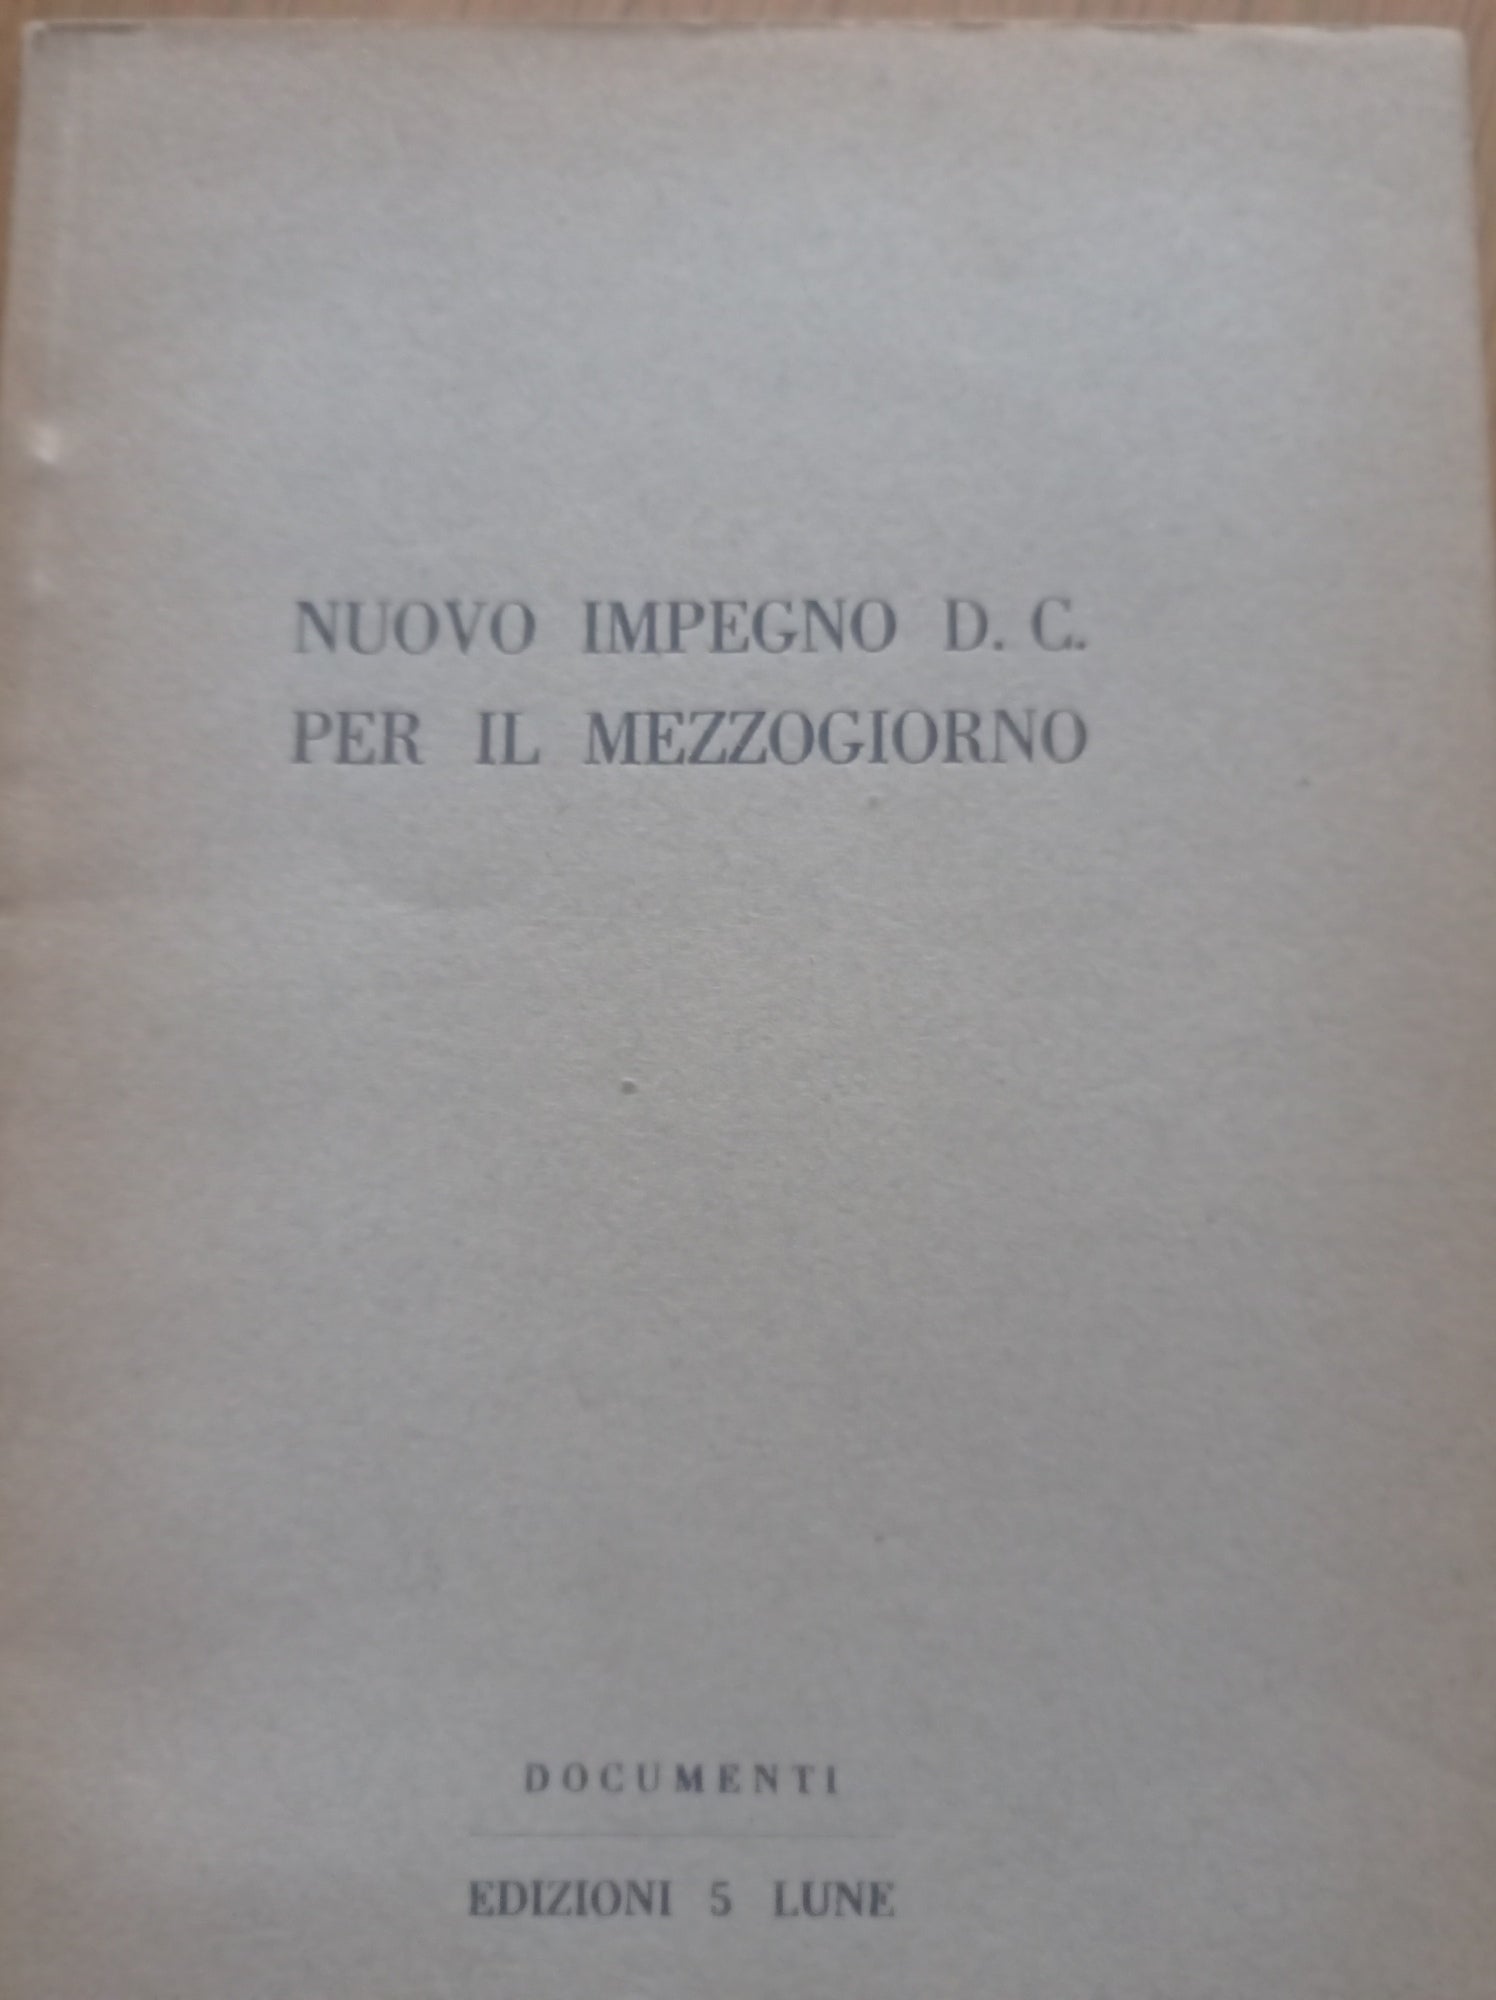 NUOVO IMPEGNO D. C.
PER IL MEZZOGIORNO
DOCUMENTI
EDIZIONI 5 LUNE